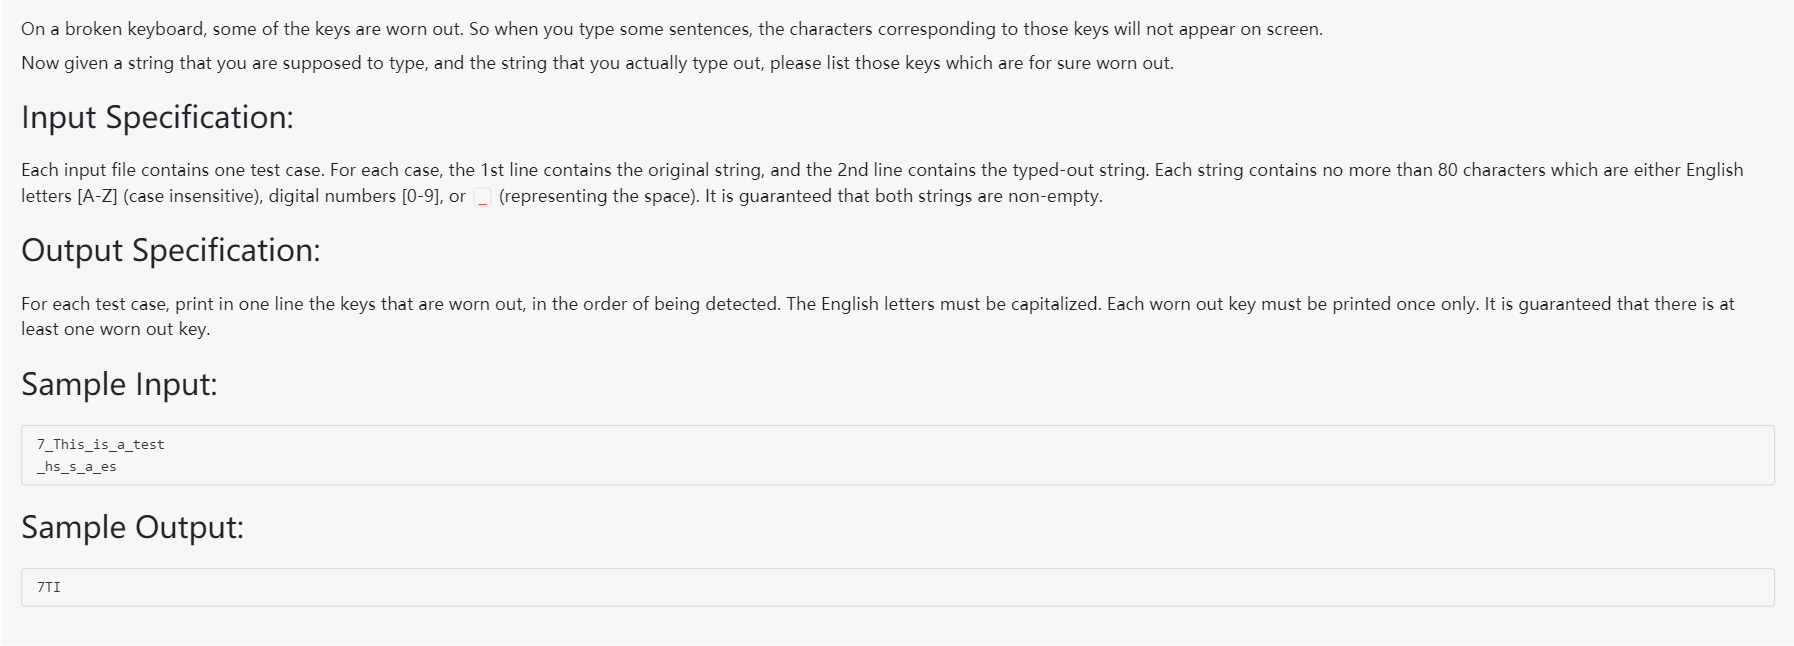 On a broken keyboard, some of the keys are worn out. So when you type some sentences, the characters corresponding to those keys will not appear on screen.
Now given a string that you are supposed to type, and the string that you actually type out, please list those keys which are for sure worn out.
Input Specification:
Each input file contains one test case. For each case, the 1st line contains the original string, and the 2nd line contains the typed-out string. Each string contains no more than 80 characters which are either English
letters [A-Z] (case insensitive), digital numbers [0-9], or _ (representing the space). It is guaranteed that both strings are non-empty.
Output Specification:
For each test case, print in one line the keys that are worn out, in the order of being detected. The English letters must be capitalized. Each worn out key must be printed once only. It is guaranteed that there is at
least one worn out key.
Sample Input:
7_This_is_a_test
_hs_s_a_es
Sample Output:
7TI